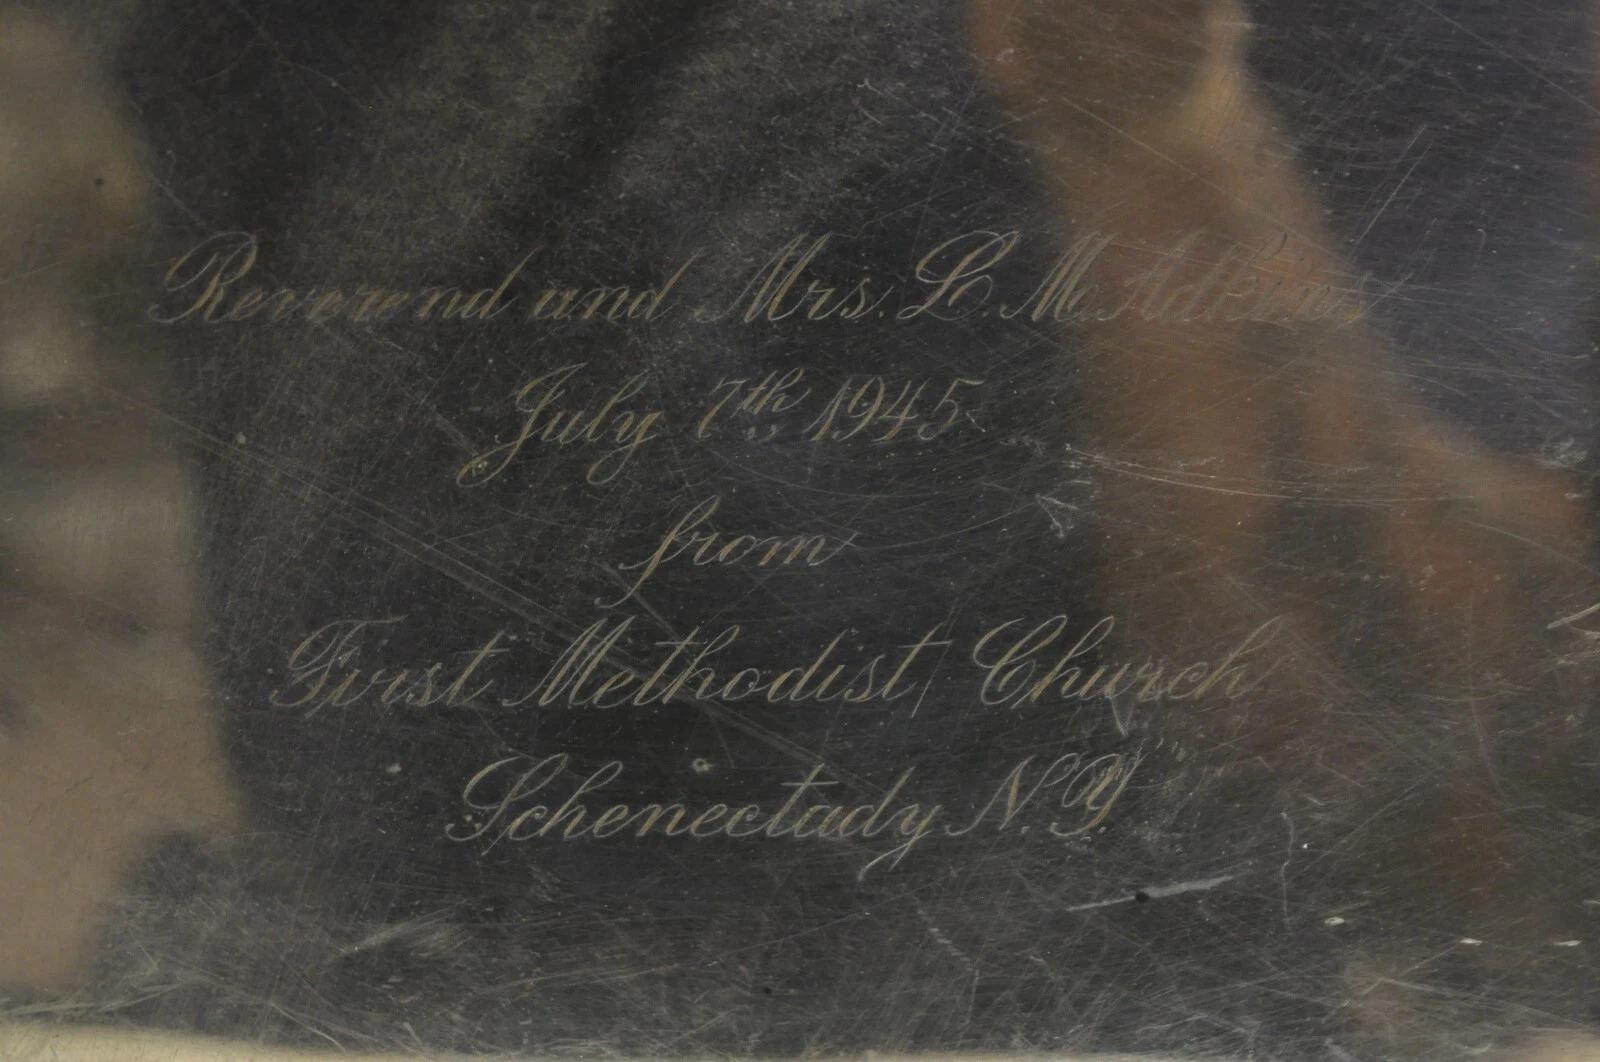 Reverend and Mrs. L. M. Adkins
July 7th 1945
from
First Methodist Church
Schenectady N.Y.